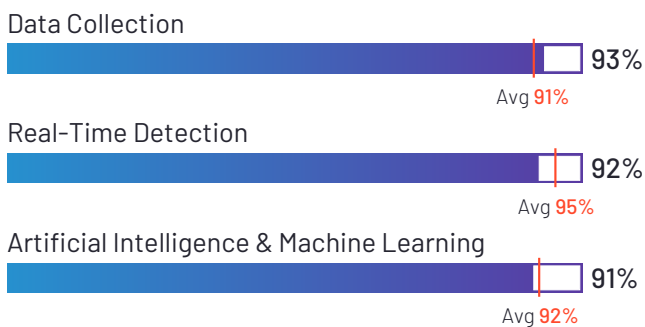 Data Collection
93%
Avg 91%
Real-Time Detection
92%
Avg 95%
Artificial Intelligence & Machine Learning
91%
Avg 92%